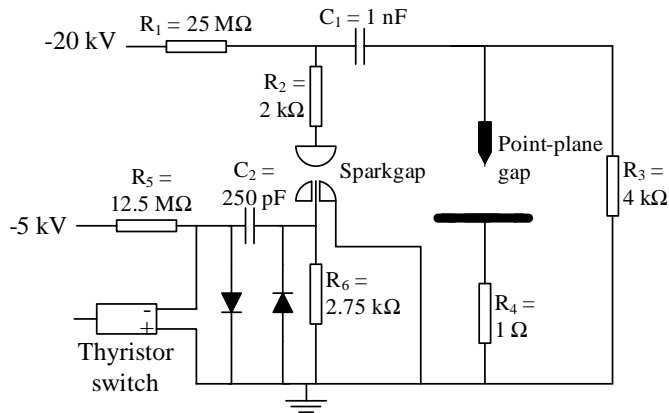 -20 kV
R₁ = 25 MΩ
C₁ = 1 nF
R₂ =
2 kΩ
Sparkgap
Point-plane
gap
R₃ =
4 kΩ
C₂ =
250 pF
R₅ =
12.5 MΩ
-5 kV
R₆ =
2.75 kΩ
R₄ =
1 Ω
-
+
Thyristor
switch